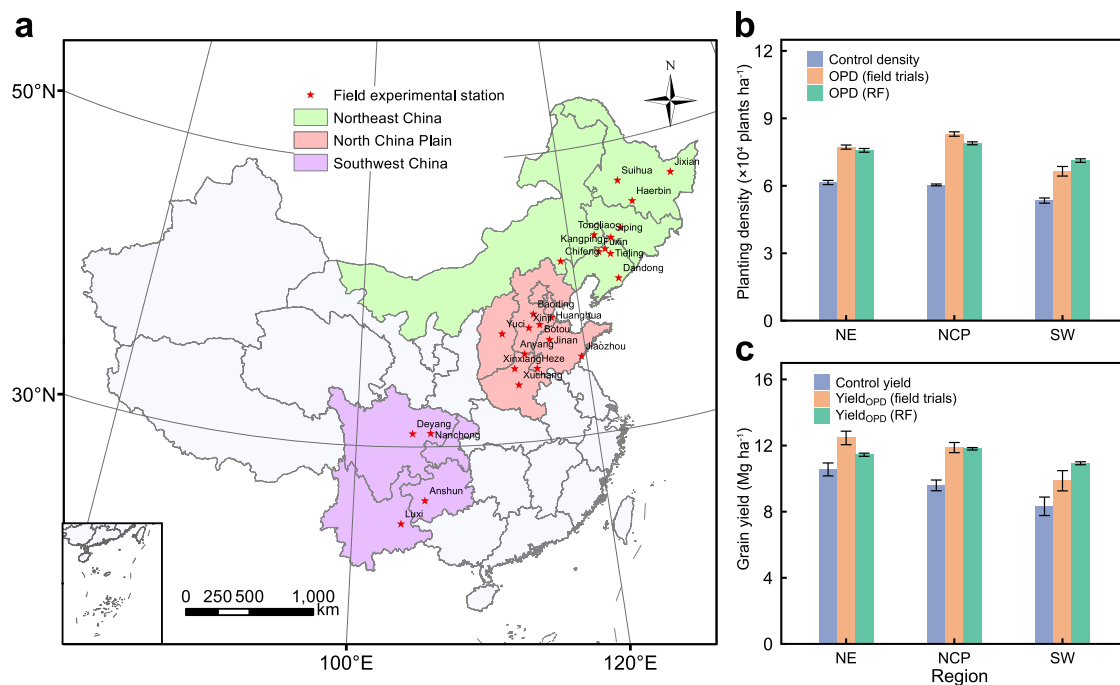 a
50°N
30°N
100°E
120°E
N
Field experimental station
Northeast China
North China Plain
Southwest China
Jixian
Suihua
Haerbin
Tongliao
Siping
Kangping
Fuxin
Chifeng
Tieling
Dandong
Baoding
Xinji
Huanghua
Yuci
Botou
Jinan
Anyang
Jiaozhou
Xinxiang
Heze
Xuchang
Deyang
Nanchong
Anshun
Luxi
0 250 500 1,000
km
b
Planting density (×10⁴ plants ha⁻¹)
12
9
6
3
0
Control density
OPD (field trials)
OPD (RF)
NE NCP SW
c
Grain yield (Mg ha⁻¹)
16
12
8
4
0
Control yield
Yield_OPD (field trials)
Yield_OPD (RF)
NE NCP SW
Region